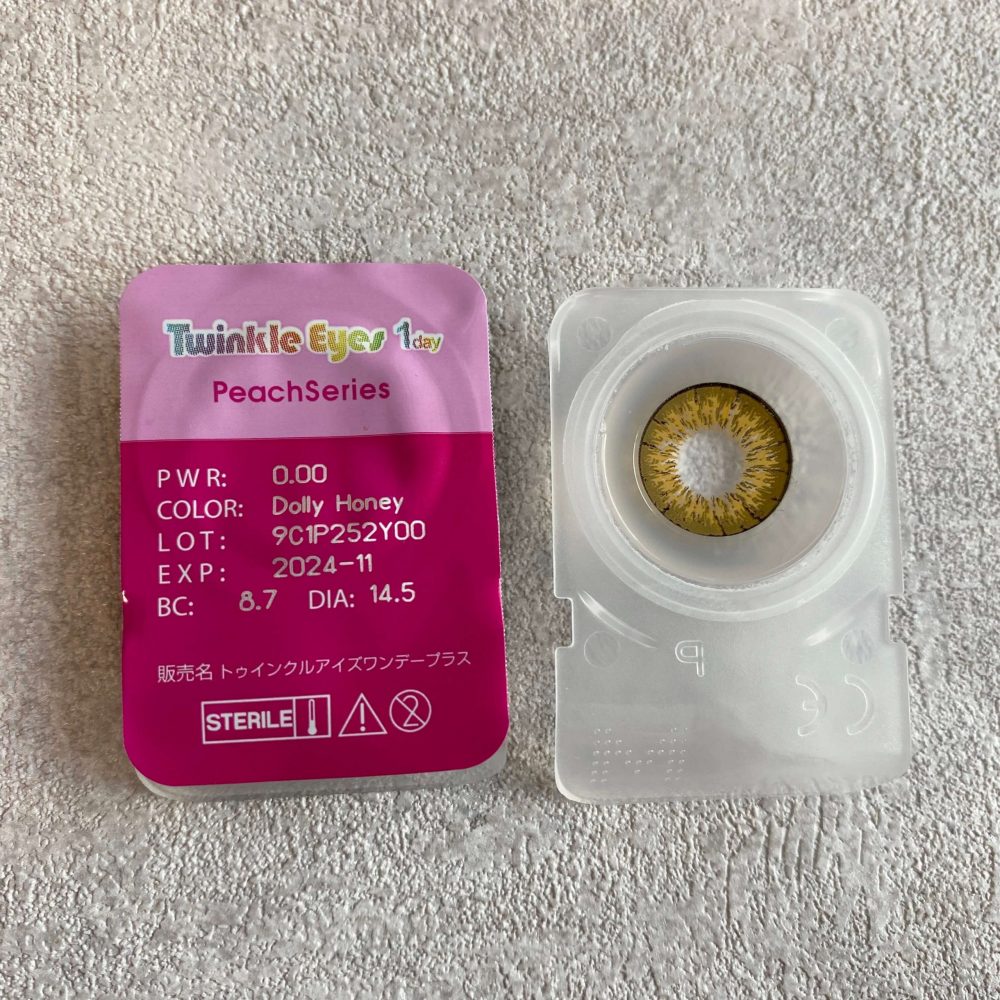 Twinkle Eyes 1day
PeachSeries
PWR: 0.00
COLOR: Dolly Honey
LOT: 9C1P252Y00
EXP: 2024-11
BC: 8.7 DIA: 14.5
販売名 トゥインクルアイズワンデープラス
STERILE
2
P
CE